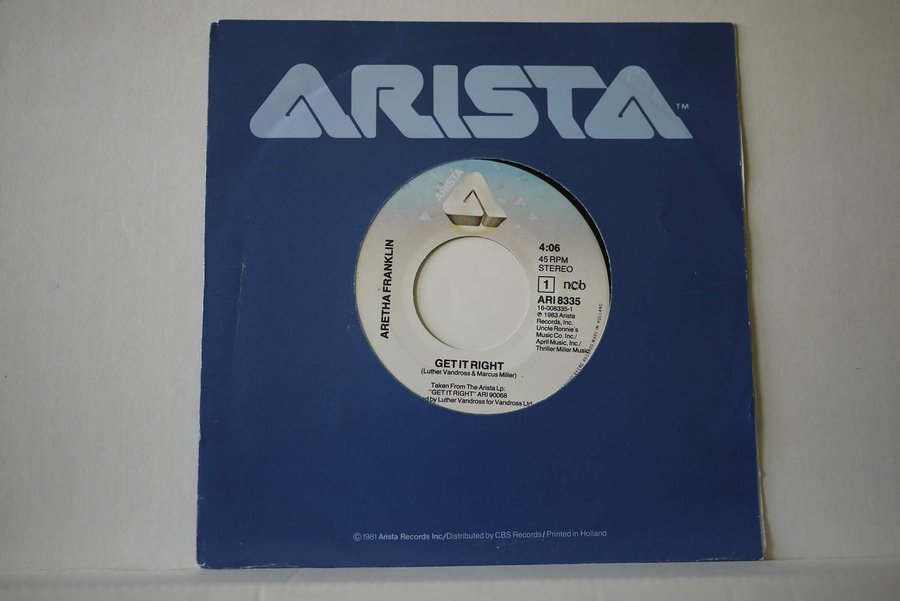 ARISTA™
ARISTA
ARETHA FRANKLIN
4:06
45 RPM
STEREO
1 ncb
ARI 8335
16-008335-1
℗ 1983 Arista
Records, Inc.
Uncle Ronnie's
Music Co. Inc./
April Music, Inc./
Thriller Miller Music
MADE IN HOLLAND
GET IT RIGHT
(Luther Vandross & Marcus Miller)
Taken From The Arista Lp:
"GET IT RIGHT" ARI 90068
by Luther Vandross for Vandross Ltd.
© 1981 Arista Records Inc/Distributed by CBS Records/Printed in Holland